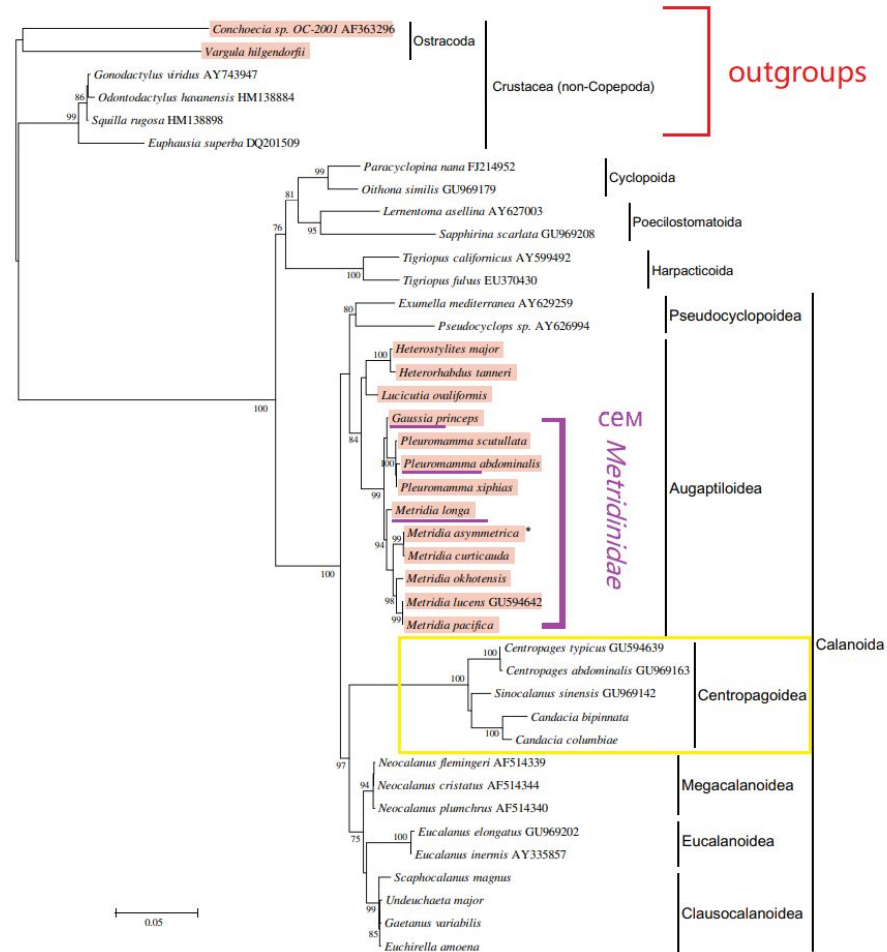 Conchoecia sp. OC-2001 AF363296
Vargula hilgendorfii
Ostracoda
Gonodactylus viridus AY743947
86
Odontodactylus havanensis HM138884
Squilla rugosa HM138898
99
Euphausia superba DQ201509
Crustacea (non-Copepoda)
outgroups
Paracyclopina nana FJ214952
99
Oithona similis GU969179
Cyclopoida
81
Lernentoma asellina AY627003
95
Sapphirina scarlata GU969208
Poecilostomatoida
76
Tigriopus californicus AY599492
100
Tigriopus fulvus EU370430
Harpacticoida
Exumella mediterranea AY629259
80
Pseudocyclops sp. AY626994
Pseudocyclopoidea
Heterostylites major
100
Heterorhabdus tanneri
Lucicutia ovaliformis
Gaussia princeps
84
Pleuromamma scutullata
100
Pleuromamma abdominalis
Pleuromamma xiphias
99
Metridia longa
Metridia asymmetrica *
99
94
Metridia curticauda
Metridia okhotensis
98
Metridia lucens GU594642
99
Metridia pacifica
сем
Metridinidae
Augaptiloidea
100
100
Centropages typicus GU594639
100
Centropages abdominalis GU969163
100
Sinocalanus sinensis GU969142
Candacia bipinnata
100
Candacia columbiae
Centropagoidea
Calanoida
97
Neocalanus flemingeri AF514339
94
Neocalanus cristatus AF514344
Neocalanus plumchrus AF514340
Megacalanoidea
75
Eucalanus elongatus GU969202
100
Eucalanus inermis AY335857
Eucalanoidea
Scaphocalanus magnus
99
Undeuchaeta major
Gaetanus variabilis
85
Euchirella amoena
Clausocalanoidea
0.05